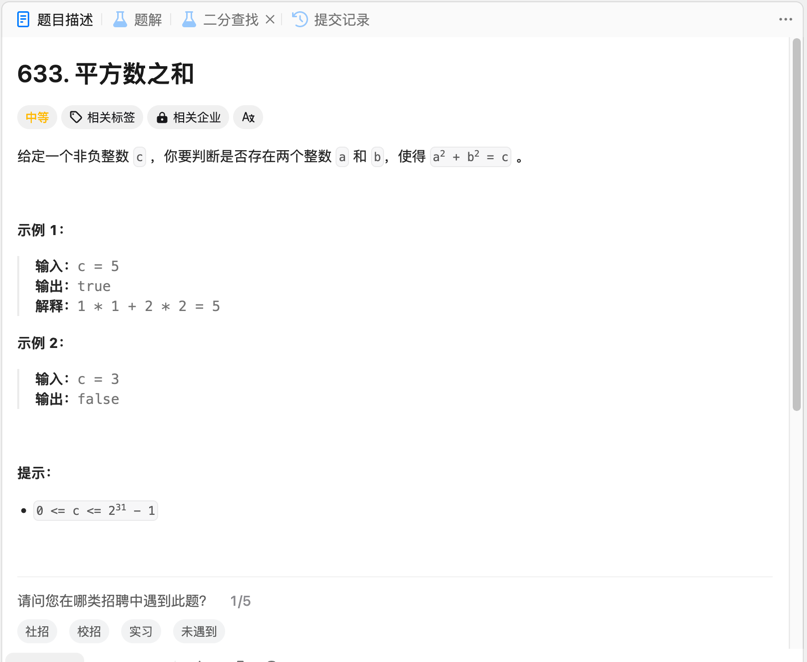 题目描述 题解 二分查找 × 提交记录 ...
633. 平方数之和
中等 相关标签 相关企业 Aᵡ
给定一个非负整数 c ，你要判断是否存在两个整数 a 和 b，使得 a² + b² = c 。
示例 1：
输入：c = 5
输出：true
解释：1 * 1 + 2 * 2 = 5
示例 2：
输入：c = 3
输出：false
提示：
• 0 <= c <= 2³¹ - 1
请问您在哪类招聘中遇到此题? 1/5
社招 校招 实习 未遇到